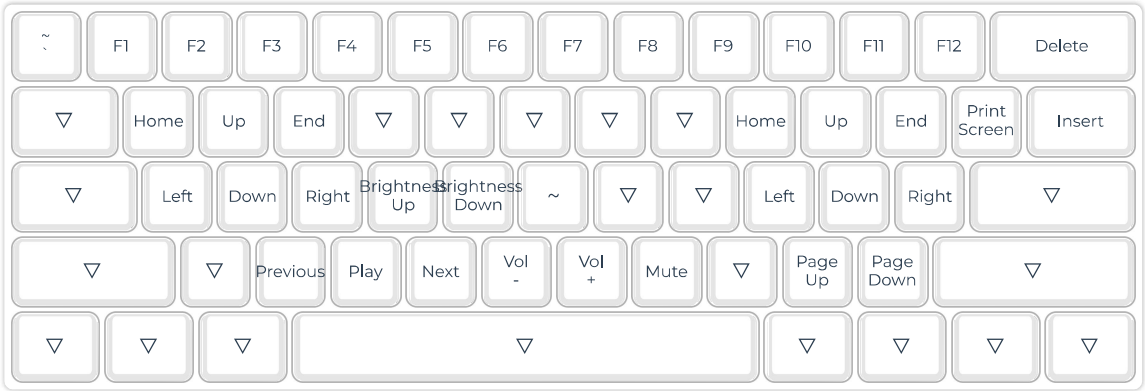 ~
`
F1 F2 F3 F4 F5 F6 F7 F8 F9 F10 F11 F12 Delete
▽ Home Up End ▽ ▽ ▽ ▽ ▽ Home Up End Print Screen Insert
▽ Left Down Right Brightness Up Brightness Down ~ ▽ ▽ Left Down Right ▽
▽ ▽ Previous Play Next Vol - Vol + Mute ▽ Page Up Page Down ▽
▽ ▽ ▽ ▽ ▽ ▽ ▽ ▽